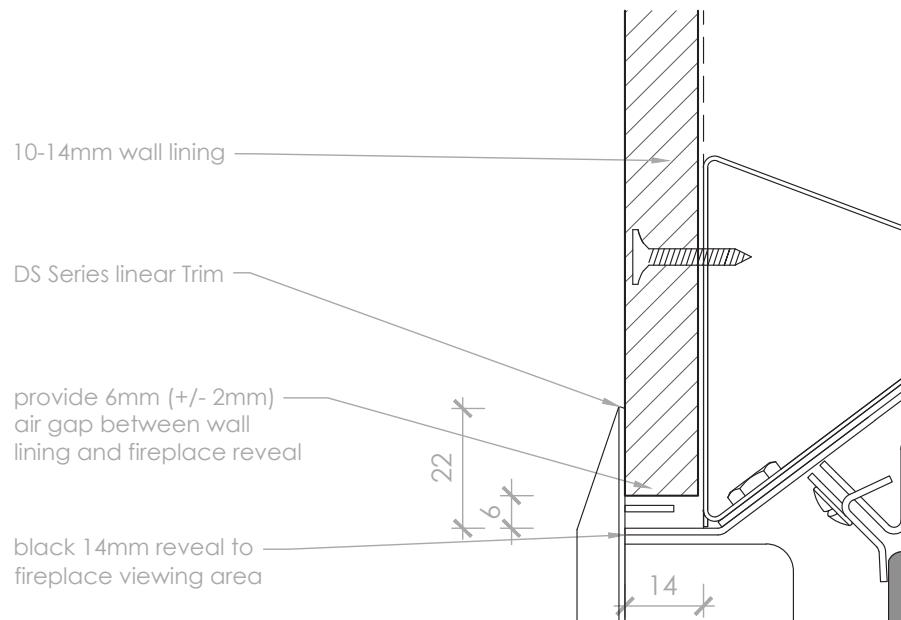 10-14mm wall lining
DS Series linear Trim
provide 6mm (+/- 2mm)
air gap between wall
lining and fireplace reveal
22
6
black 14mm reveal to
fireplace viewing area
14